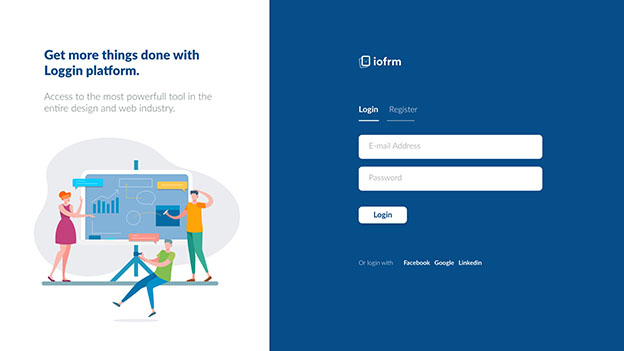 Get more things done with
Loggin platform.
Access to the most powerfull tool in the
entire design and web industry.
iofrm
Login Register
E-mail Address
Password
Login
Or login with Facebook Google Linkedin